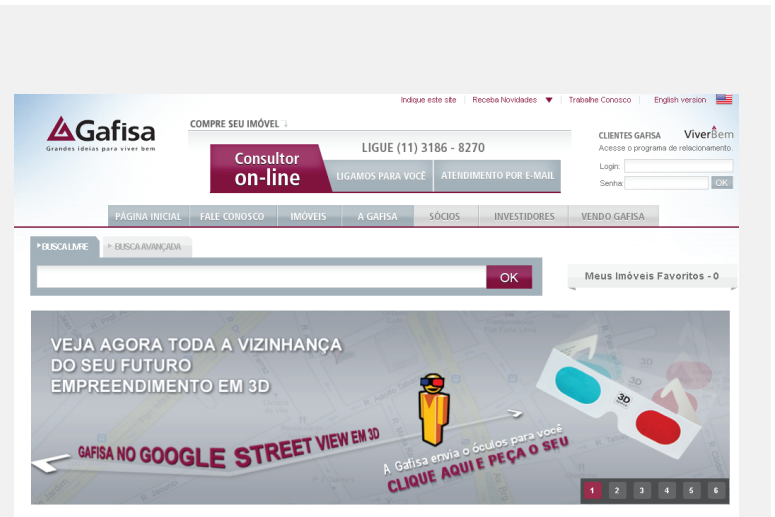 Indique este site
Receba Novidades
Trabalhe Conosco
English version
Gafisa
Grandes ideias para viver bem
COMPRE SEU IMÓVEL
Consultor
on-line
LIGUE (11) 3186 - 8270
LIGAMOS PARA VOCÊ
ATENDIMENTO POR E-MAIL
CLIENTES GAFISA
ViverBem
Acesse o programa de relacionamento.
Login:
Senha:
OK
PÁGINA INICIAL
FALE CONOSCO
IMÓVEIS
A GAFISA
SÓCIOS
INVESTIDORES
VENDO GAFISA
BUSCA LIVRE
BUSCA AVANÇADA
OK
Meus Imóveis Favoritos - 0
VEJA AGORA TODA A VIZINHANÇA
DO SEU FUTURO
EMPREENDIMENTO EM 3D
3D
GAFISA NO GOOGLE STREET VIEW EM 3D
A Gafisa envia o óculos para você
CLIQUE AQUI E PEÇA O SEU
1 2 3 4 5 6